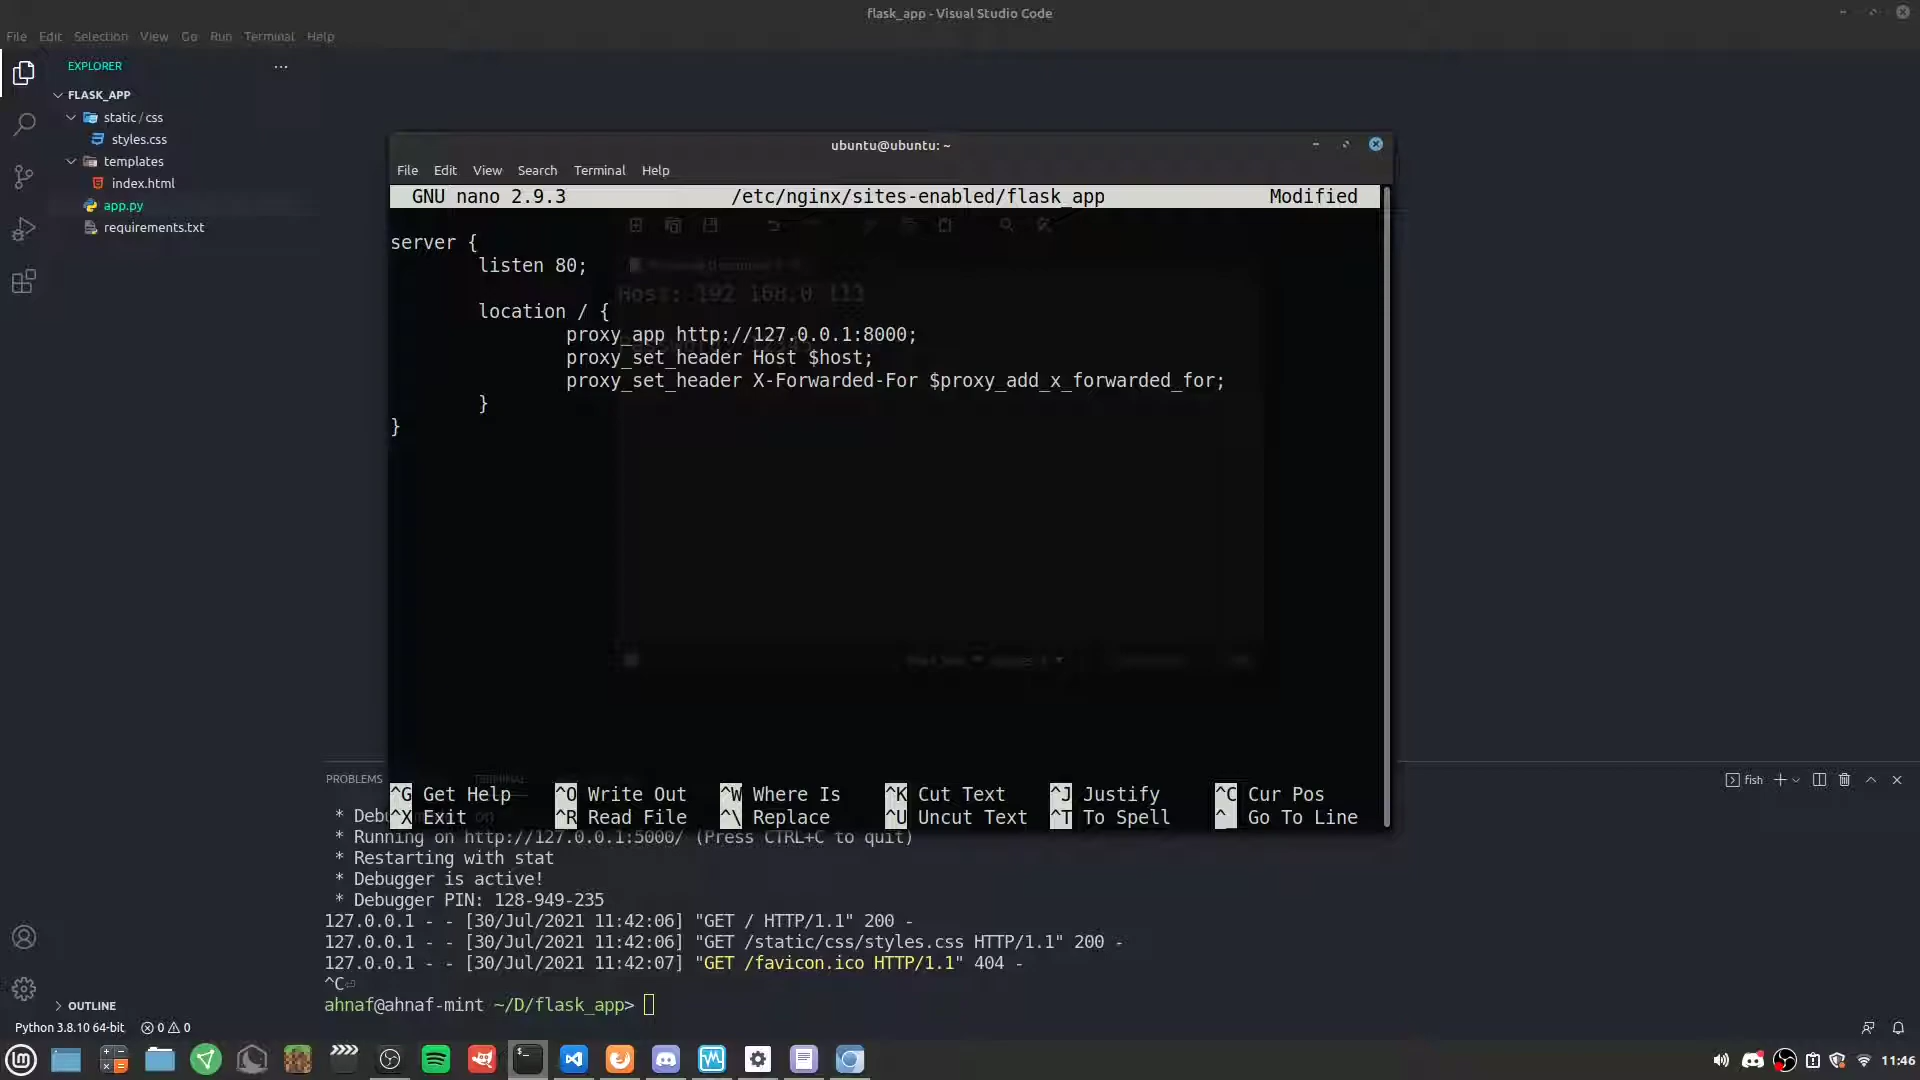 flask_app - Visual Studio Code
File Edit Selection View Go Run Terminal Help
EXPLORER
FLASK_APP
static / css
styles.css
templates
index.html
app.py
requirements.txt
ubuntu@ubuntu: ~
File Edit View Search Terminal Help
GNU nano 2.9.3 /etc/nginx/sites-enabled/flask_app Modified
server {
listen 80;
Host: 192 168.0 113
location / {
proxy_app http://127.0.0.1:8000;
proxy_set_header Host $host;
proxy_set_header X-Forwarded-For $proxy_add_x_forwarded_for;
}
}
PROBLEMS TERMINAL
fish
^G Get Help ^O Write Out ^W Where Is ^K Cut Text ^J Justify ^C Cur Pos
^X Exit ^R Read File ^\ Replace ^U Uncut Text ^T To Spell ^_ Go To Line
* Debu on
* Running on http://127.0.0.1:5000/ (Press CTRL+C to quit)
* Restarting with stat
* Debugger is active!
* Debugger PIN: 128-949-235
127.0.0.1 - - [30/Jul/2021 11:42:06] "GET / HTTP/1.1" 200 -
127.0.0.1 - - [30/Jul/2021 11:42:06] "GET /static/css/styles.css HTTP/1.1" 200 -
127.0.0.1 - - [30/Jul/2021 11:42:07] "GET /favicon.ico HTTP/1.1" 404 -
^C⏎
ahnaf@ahnaf-mint ~/D/flask_app>
OUTLINE
Python 3.8.10 64-bit 0 0
11:46